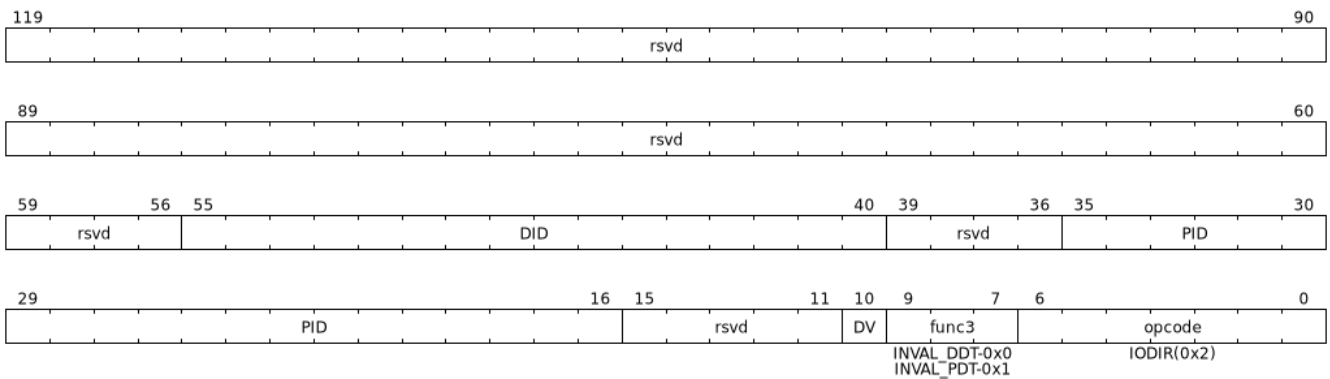 119 90
rsvd
89 60
rsvd
59 56 55 40 39 36 35 30
rsvd DID rsvd PID
29 16 15 11 10 9 7 6 0
PID rsvd DV func3 opcode
INVAL_DDT-0x0 IODIR(0x2)
INVAL_PDT-0x1